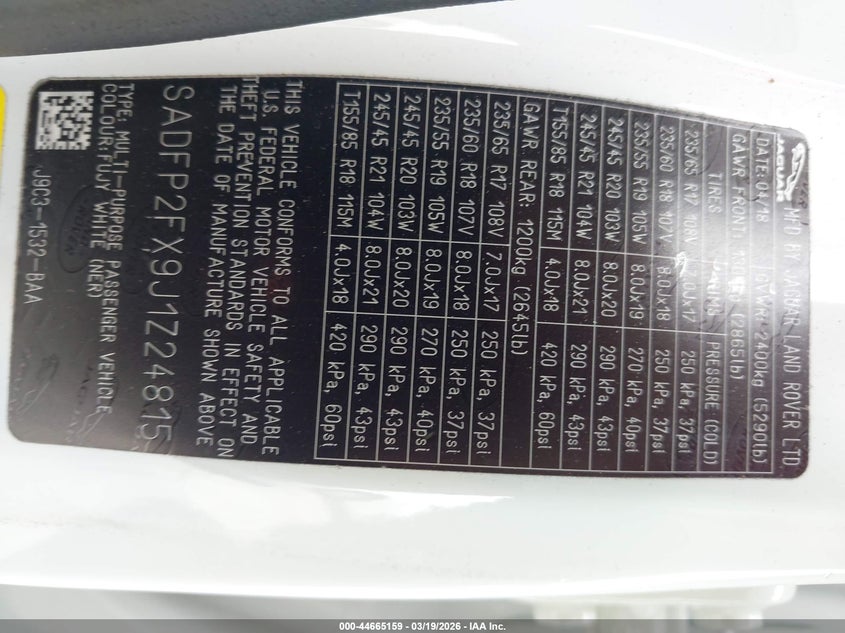 JAGUAR
MFD BY JAGUAR LAND ROVER LTD
DATE: 04/18 GVWR: 2400kg (5290lb)
GAWR FRONT: (2865lb)
TIRES RIMS PRESSURE (COLD)
235/65 R17 108V 7.0Jx17 250 kPa, 37psi
235/60 R18 107V 8.0Jx18 250 kPa, 37psi
235/55 R19 105W 8.0Jx19 270 kPa, 40psi
245/45 R20 103W 8.0Jx20 290 kPa, 43psi
245/45 R21 104W 8.0Jx21 290 kPa, 43psi
T155/85 R18 115M 4.0Jx18 420 kPa, 60psi
GAWR REAR: 1200kg (2645lb)
235/65 R17 108V 7.0Jx17 250 kPa, 37psi
235/60 R18 107V 8.0Jx18 250 kPa, 37psi
235/55 R19 105W 8.0Jx19 270 kPa, 40psi
245/45 R20 103W 8.0Jx20 290 kPa, 43psi
245/45 R21 104W 8.0Jx21 290 kPa, 43psi
T155/85 R18 115M 4.0Jx18 420 kPa, 60psi
THIS VEHICLE CONFORMS TO ALL APPLICABLE
U.S. FEDERAL MOTOR VEHICLE SAFETY AND
THEFT PREVENTION STANDARDS IN EFFECT ON
THE DATE OF MANUFACTURE SHOWN ABOVE
SADFP2FX9J1Z24815
TYPE: MULTI-PURPOSE PASSENGER VEHICLE
COLOUR: FUJI WHITE (NER)
J9C3-1532-BAA
000-44665159 — 03/19/2026 — IAA Inc.